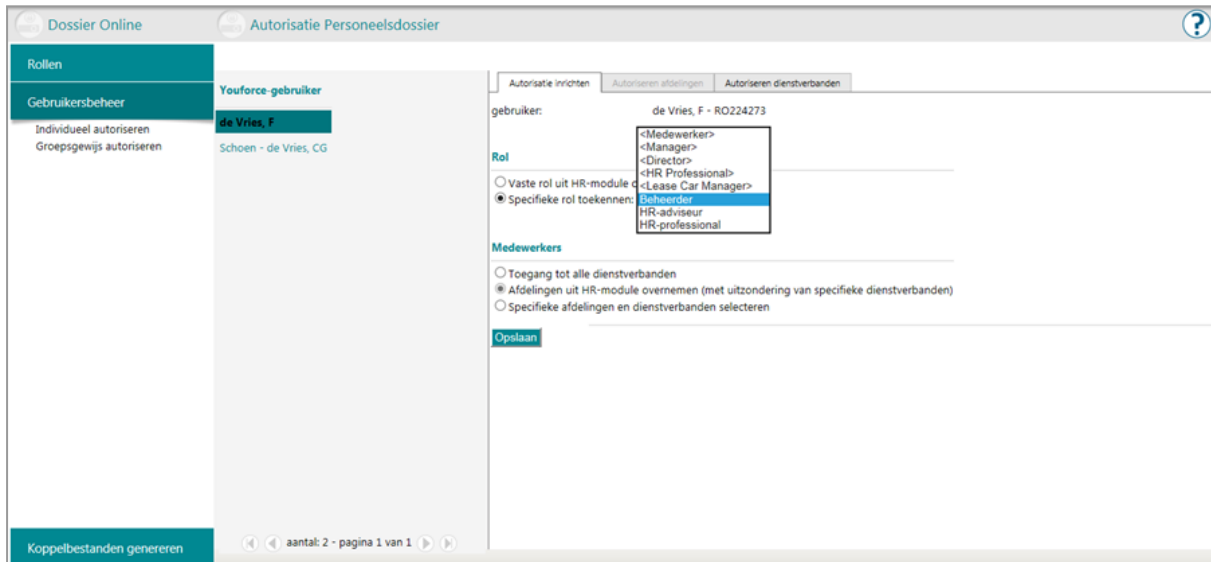 Dossier Online
Autorisatie Personeelsdossier
?
Rollen
Gebruikersbeheer
Individueel autoriseren
Groepsgewijs autoriseren
Koppelbestanden genereren
Youforce-gebruiker
de Vries, F
Schoen - de Vries, CG
aantal: 2 - pagina 1 van 1
Autorisatie inrichten
Autoriseren afdelingen
Autoriseren dienstverbanden
gebruiker: de Vries, F - RO224273
Rol
Vaste rol uit HR-module
Specifieke rol toekennen:
<Medewerker>
<Manager>
<Director>
<HR Professional>
<Lease Car Manager>
Beheerder
HR-adviseur
HR-professional
Medewerkers
Toegang tot alle dienstverbanden
Afdelingen uit HR-module overnemen (met uitzondering van specifieke dienstverbanden)
Specifieke afdelingen en dienstverbanden selecteren
Opslaan